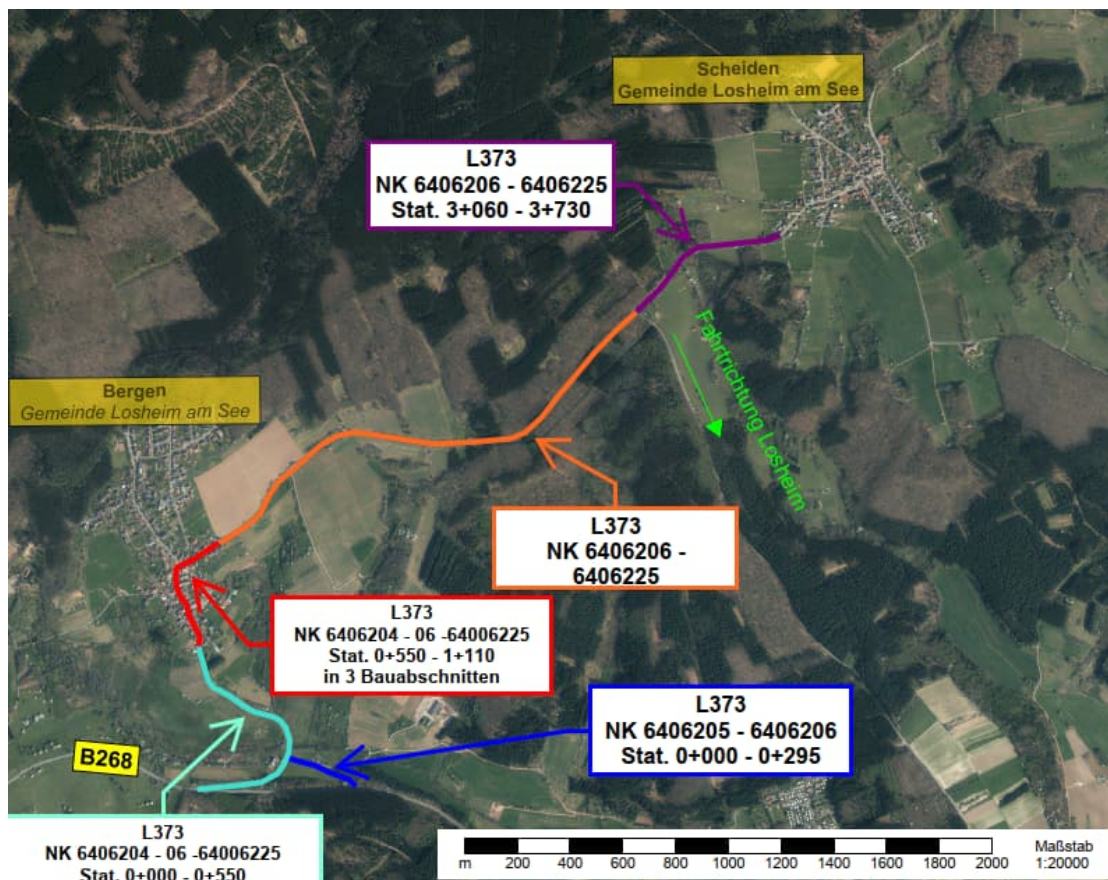 Scheiden
Gemeinde Losheim am See
L373
NK 6406206 - 6406225
Stat. 3+060 - 3+730
Fahrtrichtung Losheim
Bergen
Gemeinde Losheim am See
L373
NK 6406206 -
6406225
L373
NK 6406204 - 06 -64006225
Stat. 0+550 - 1+110
in 3 Bauabschnitten
L373
NK 6406205 - 6406206
Stat. 0+000 - 0+295
B268
L373
NK 6406204 - 06 -64006225
Stat. 0+000 - 0+550
m 200 400 600 800 1000 1200 1400 1600 1800 2000
Maßstab
1:20000